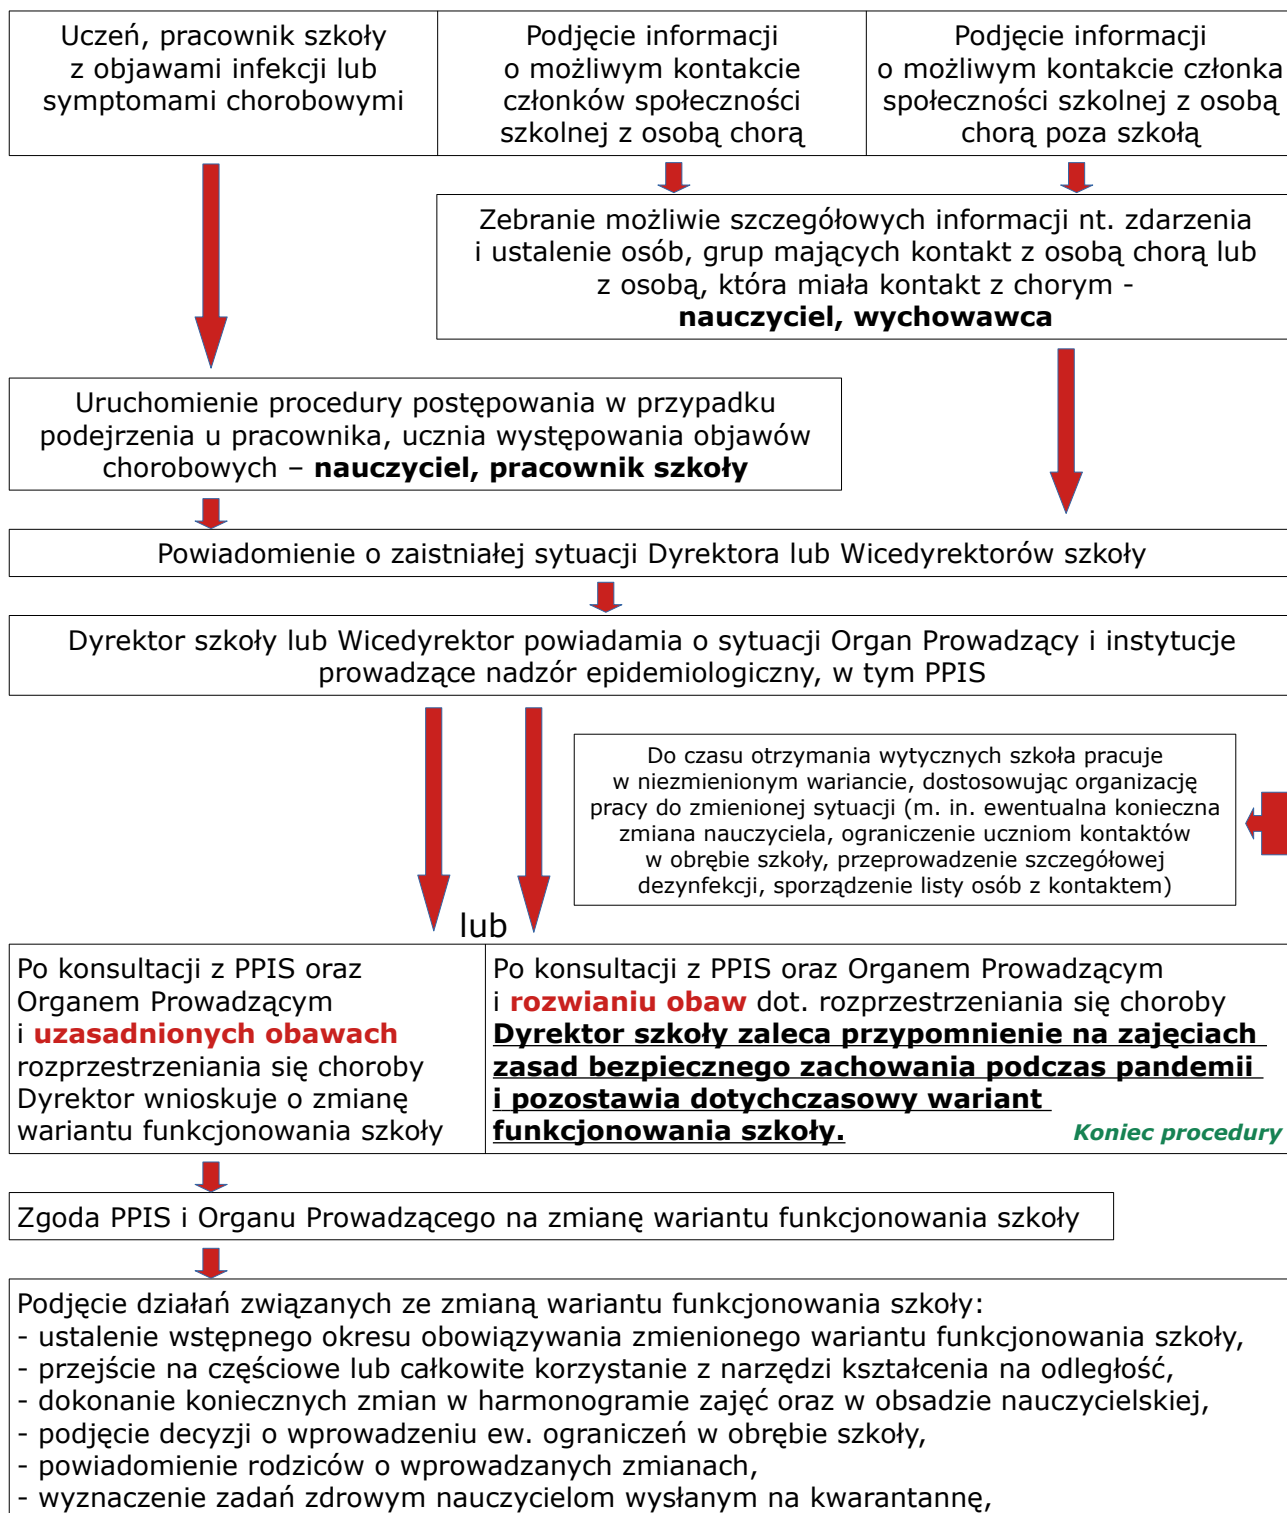 Uczeń, pracownik szkoły
z objawami infekcji lub
symptomami chorobowymi
Podjęcie informacji
o możliwym kontakcie
członków społeczności
szkolnej z osobą chorą
Podjęcie informacji
o możliwym kontakcie członka
społeczności szkolnej z osobą
chorą poza szkołą
Zebranie możliwie szczegółowych informacji nt. zdarzenia
i ustalenie osób, grup mających kontakt z osobą chorą lub
z osobą, która miała kontakt z chorym -
nauczyciel, wychowawca
Uruchomienie procedury postępowania w przypadku
podejrzenia u pracownika, ucznia występowania objawów
chorobowych – nauczyciel, pracownik szkoły
Powiadomienie o zaistniałej sytuacji Dyrektora lub Wicedyrektorów szkoły
Dyrektor szkoły lub Wicedyrektor powiadamia o sytuacji Organ Prowadzący i instytucje
prowadzące nadzór epidemiologiczny, w tym PPIS
Do czasu otrzymania wytycznych szkoła pracuje
w niezmienionym wariancie, dostosowując organizację
pracy do zmienionej sytuacji (m. in. ewentualna konieczna
zmiana nauczyciela, ograniczenie uczniom kontaktów
w obrębie szkoły, przeprowadzenie szczegółowej
dezynfekcji, sporządzenie listy osób z kontaktem)
lub
Po konsultacji z PPIS oraz
Organem Prowadzącym
i uzasadnionych obawach
rozprzestrzeniania się choroby
Dyrektor wnioskuje o zmianę
wariantu funkcjonowania szkoły
Po konsultacji z PPIS oraz Organem Prowadzącym
i rozwianiu obaw dot. rozprzestrzeniania się choroby
Dyrektor szkoły zaleca przypomnienie na zajęciach
zasad bezpiecznego zachowania podczas pandemii
i pozostawia dotychczasowy wariant
funkcjonowania szkoły. Koniec procedury
Zgoda PPIS i Organu Prowadzącego na zmianę wariantu funkcjonowania szkoły
Podjęcie działań związanych ze zmianą wariantu funkcjonowania szkoły:
- ustalenie wstępnego okresu obowiązywania zmienionego wariantu funkcjonowania szkoły,
- przejście na częściowe lub całkowite korzystanie z narzędzi kształcenia na odległość,
- dokonanie koniecznych zmian w harmonogramie zajęć oraz w obsadzie nauczycielskiej,
- podjęcie decyzji o wprowadzeniu ew. ograniczeń w obrębie szkoły,
- powiadomienie rodziców o wprowadzanych zmianach,
- wyznaczenie zadań zdrowym nauczycielom wysłanym na kwarantannę,